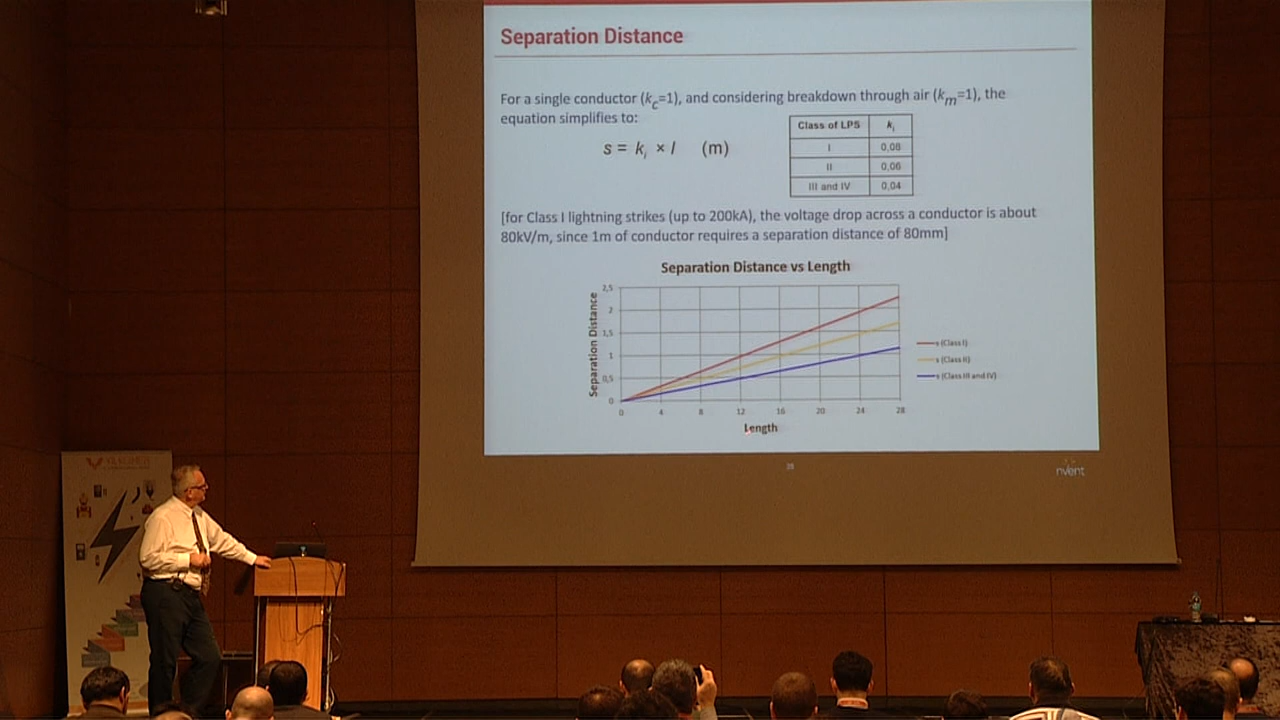 Separation Distance
For a single conductor (kc=1), and considering breakdown through air (km=1), the
equation simplifies to:
s = ki × l (m)
Class of LPS ki
I 0,08
II 0,06
III and IV 0,04
[for Class I lightning strikes (up to 200kA), the voltage drop across a conductor is about
80kV/m, since 1m of conductor requires a separation distance of 80mm]
Separation Distance vs Length
Separation Distance
2,5
2
1,5
1
0,5
0
0 4 8 12 16 20 24 28
Length
s (Class I)
s (Class II)
s (Class III and IV)
nvent